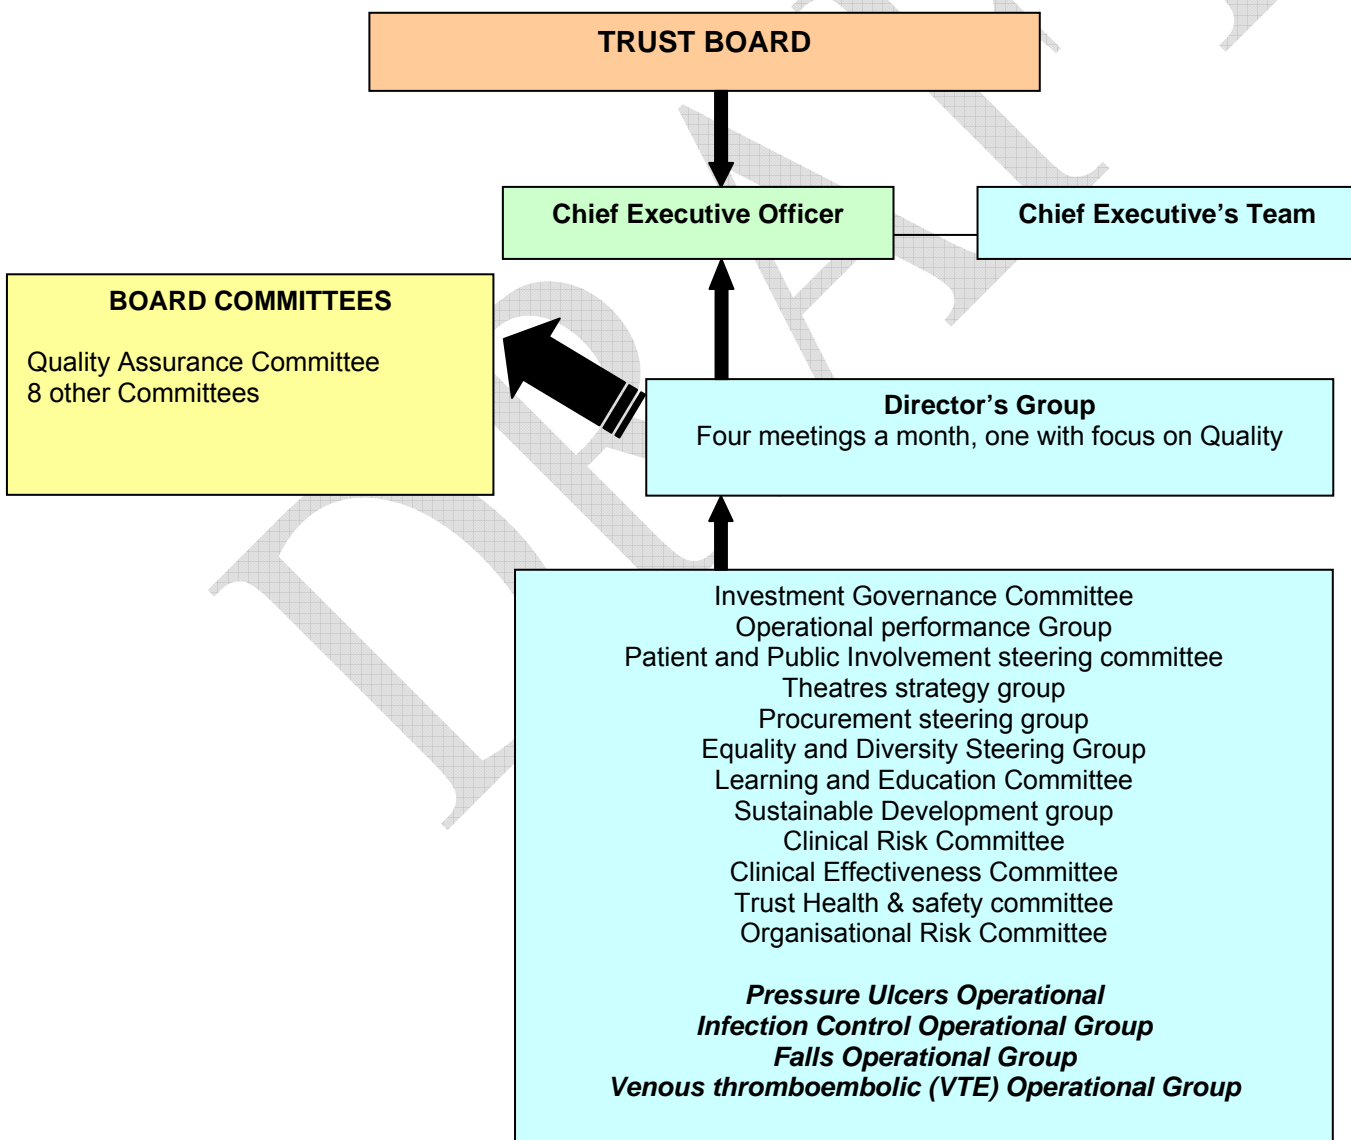 TRUST BOARD
Chief Executive Officer
Chief Executive's Team
BOARD COMMITTEES
Quality Assurance Committee
8 other Committees
Director's Group
Four meetings a month, one with focus on Quality
Investment Governance Committee
Operational performance Group
Patient and Public Involvement steering committee
Theatres strategy group
Procurement steering group
Equality and Diversity Steering Group
Learning and Education Committee
Sustainable Development group
Clinical Risk Committee
Clinical Effectiveness Committee
Trust Health & safety committee
Organisational Risk Committee
Pressure Ulcers Operational
Infection Control Operational Group
Falls Operational Group
Venous thromboembolic (VTE) Operational Group
DRAFT